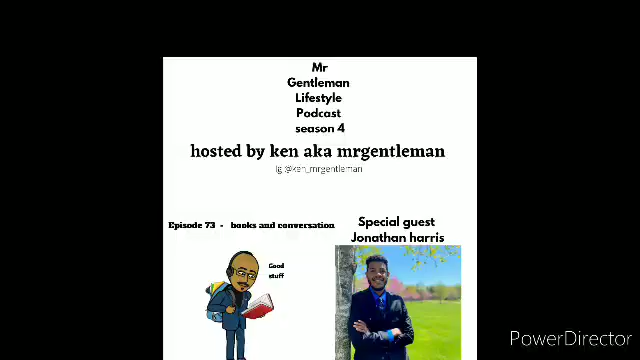 Mr
Gentleman
Lifestyle
Podcast
season 4
hosted by ken aka mrgentleman
Ig @ken_mrgentleman
Episode 73 - books and conversation
Special guest
Jonathan harris
Good
stuff
PowerDirector